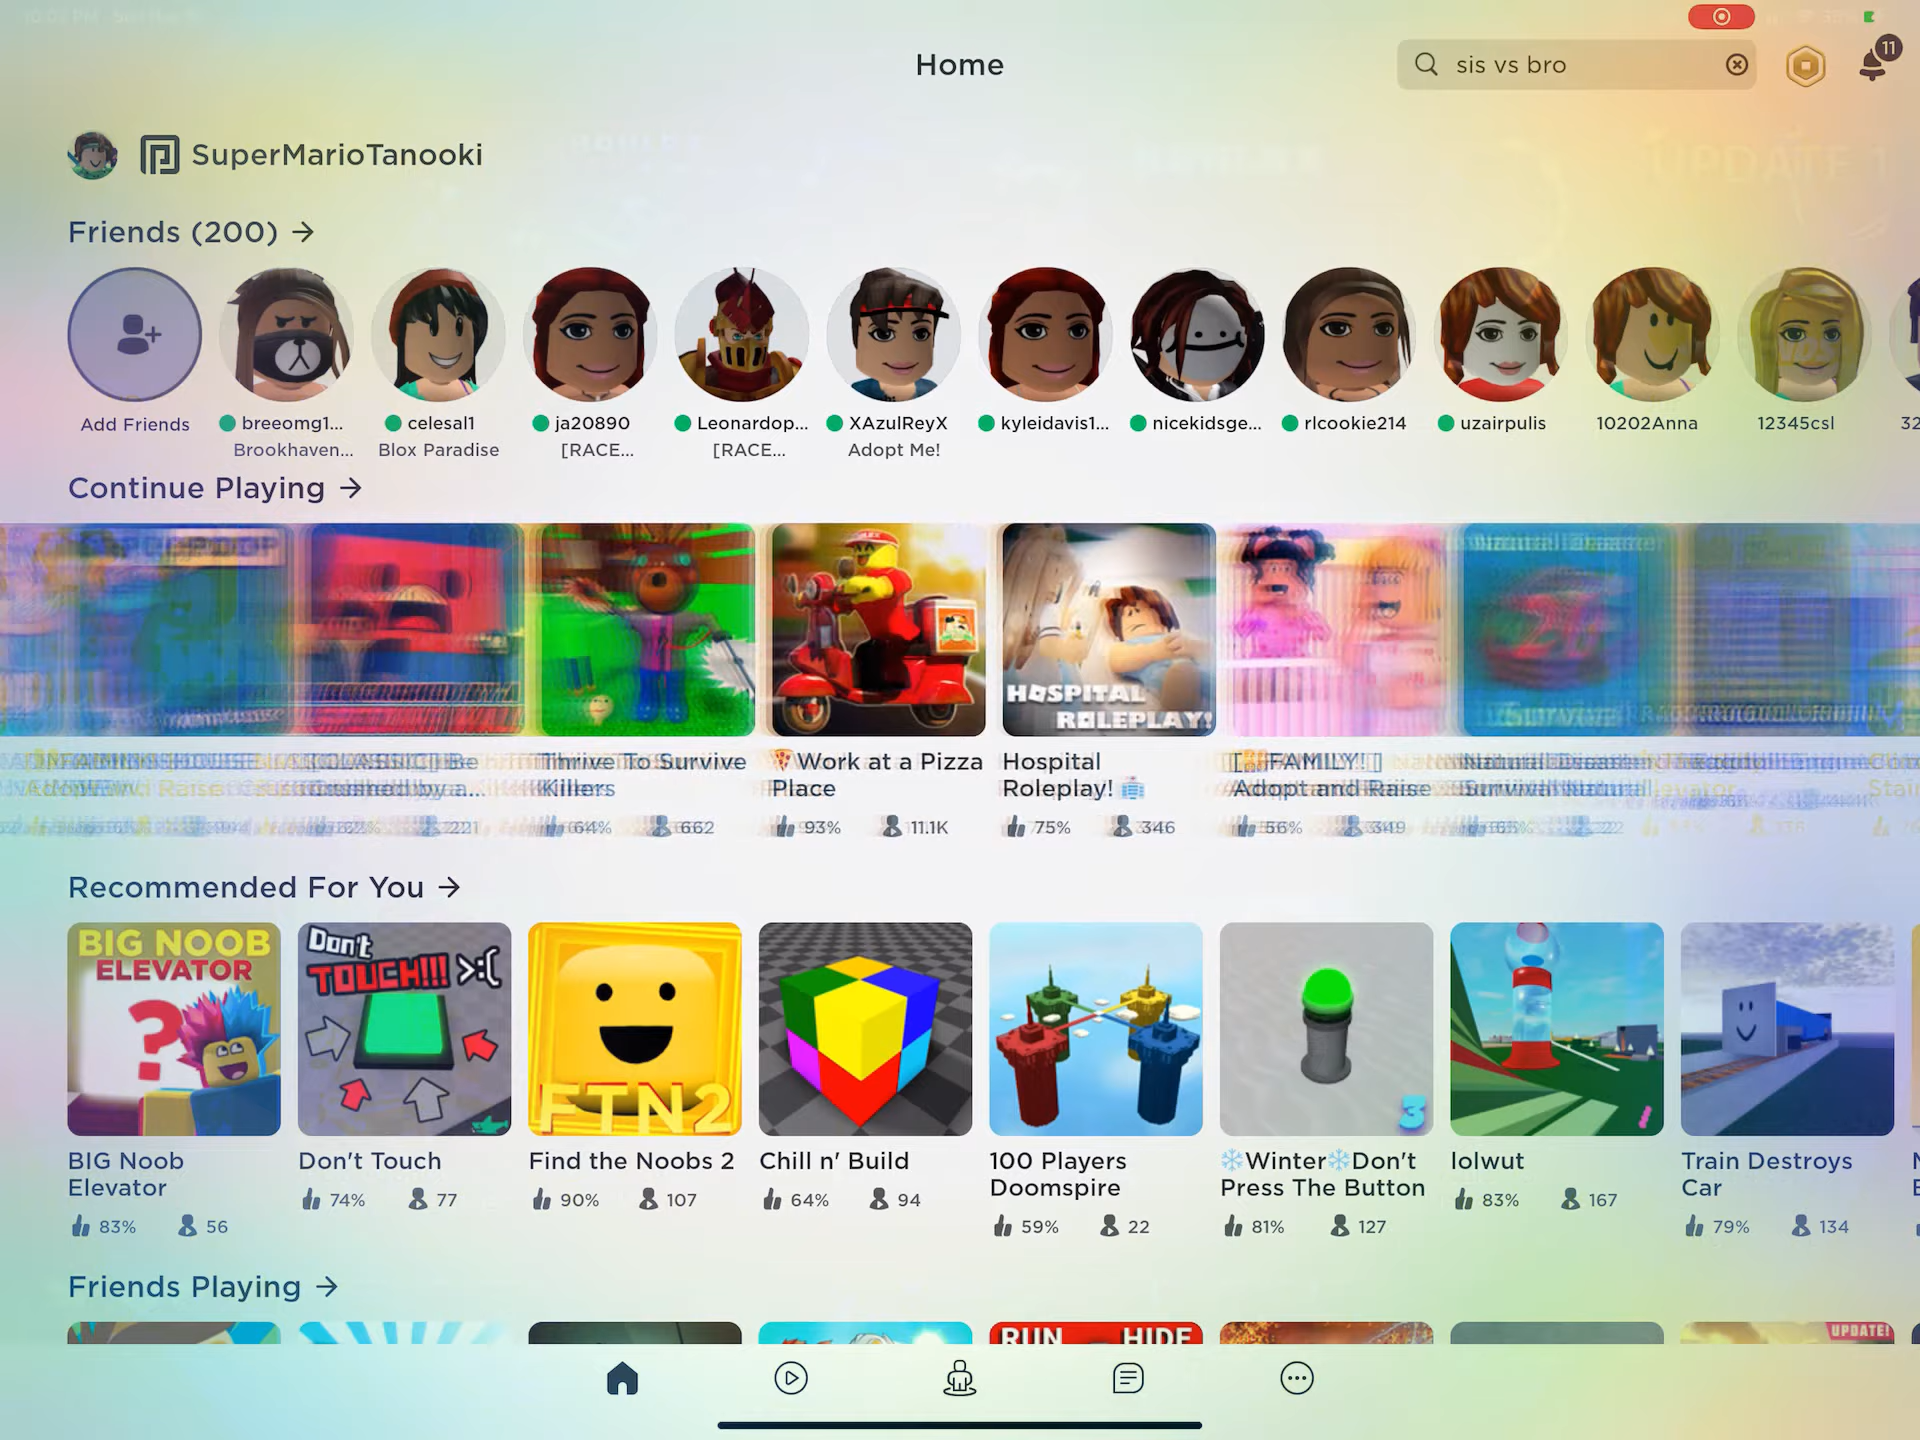 Home
sis vs bro
11
SuperMarioTanooki
Friends (200) →
Add Friends
breeomg1...
Brookhaven...
celesal1
Blox Paradise
ja20890
[RACE...
Leonardop...
[RACE...
XAzulReyX
Adopt Me!
kyleidavis1...
nicekidsge...
rlcookie214
uzairpulis
10202Anna
12345csl
Continue Playing →
HOSPITAL
ROLEPLAY!
Thrive To Survive
Killers
64% 662
Work at a Pizza
Place
93% 11.1K
Hospital
Roleplay!
75% 346
FAMILY!
Adopt and Raise
56% 349
Recommended For You →
BIG NOOB
ELEVATOR
?
Don't
TOUCH!!! >:(
FTN2
3
BIG Noob
Elevator
83% 56
Don't Touch
74% 77
Find the Noobs 2
90% 107
Chill n' Build
64% 94
100 Players
Doomspire
59% 22
❄Winter❄Don't
Press The Button
81% 127
lolwut
83% 167
Train Destroys
Car
79% 134
Friends Playing →
RUN HIDE
UPDATE!